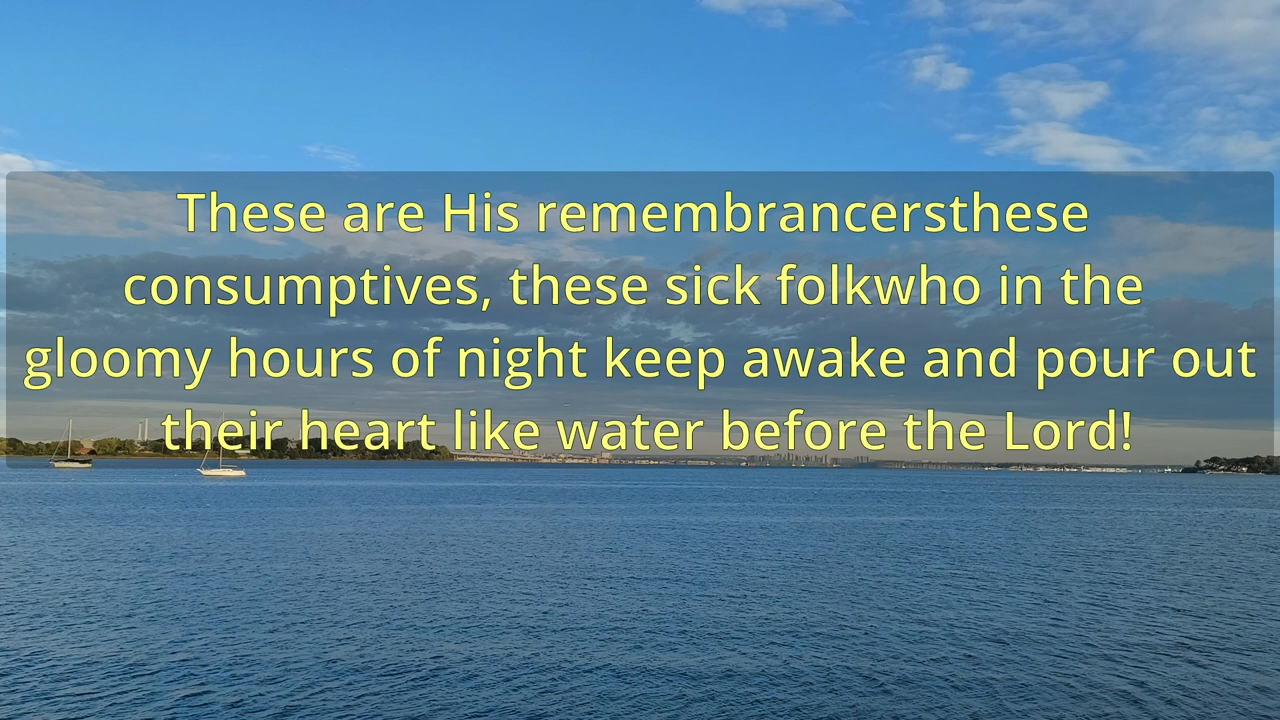 These are His remembrancersthese
consumptives, these sick folkwho in the
gloomy hours of night keep awake and pour out
their heart like water before the Lord!